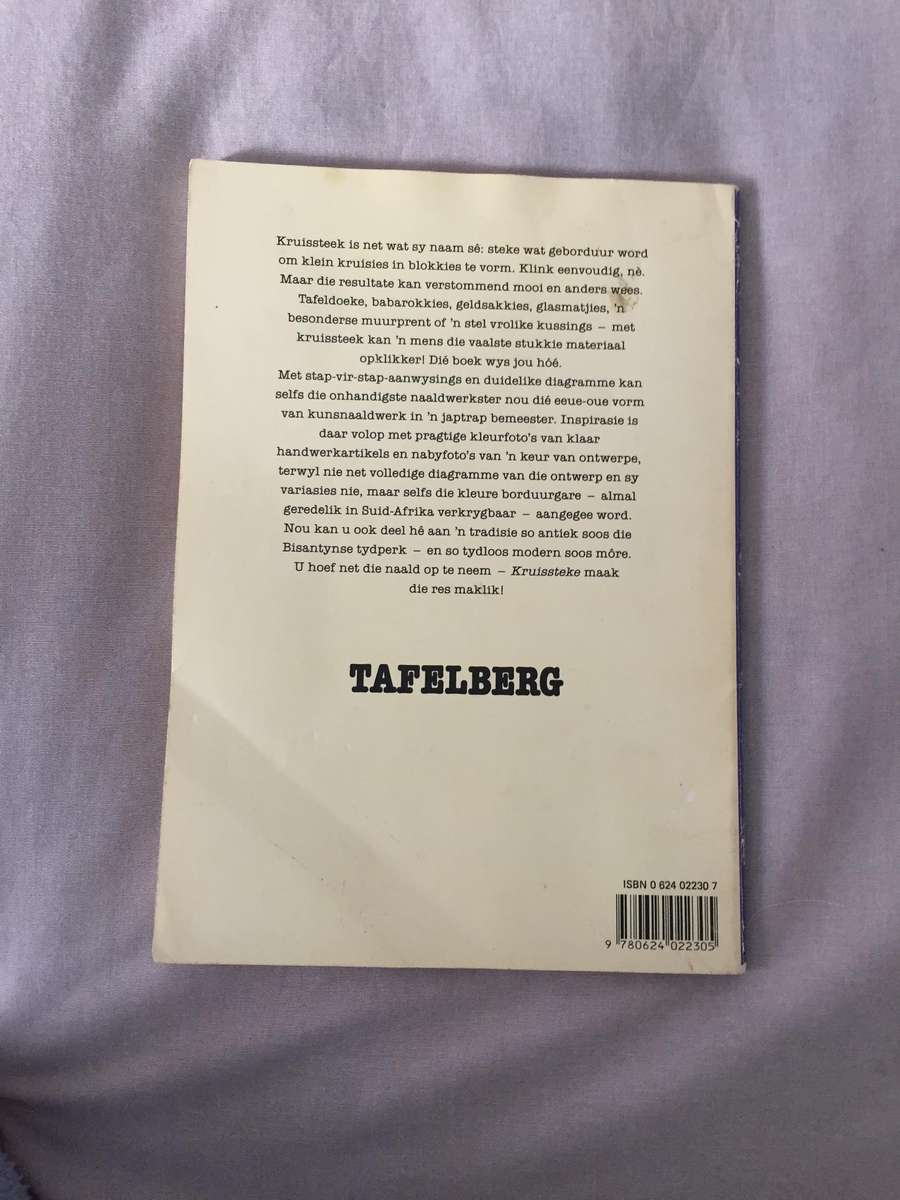 Kruissteek is net wat sy naam sê: steke wat geborduur word
om klein kruisies in blokkies te vorm. Klink eenvoudig, nè.
Maar die resultate kan verstommend mooi en anders wees.
Tafeldoeke, babarokkies, geldsakkies, glasmatjies, 'n
besonderse muurprent of 'n stel vrolike kussings – met
kruissteek kan 'n mens die vaalste stukkie materiaal
opklikker! Dié boek wys jou hóé.
Met stap-vir-stap-aanwysings en duidelike diagramme kan
selfs die onhandigste naaldwerkster nou dié eeue-oue vorm
van kunsnaaldwerk in 'n japtrap bemeester. Inspirasie is
daar volop met pragtige kleurfoto's van klaar
handwerkartikels en nabyfoto's van 'n keur van ontwerpe,
terwyl nie net volledige diagramme van die ontwerp en sy
variasies nie, maar selfs die kleure borduurgare – almal
geredelik in Suid-Afrika verkrygbaar – aangegee word.
Nou kan u ook deel hê aan 'n tradisie so antiek soos die
Bisantynse tydperk – en so tydloos modern soos môre.
U hoef net die naald op te neem – Kruissteke maak
die res maklik!
TAFELBERG
ISBN 0 624 02230 7
9 780624 022305